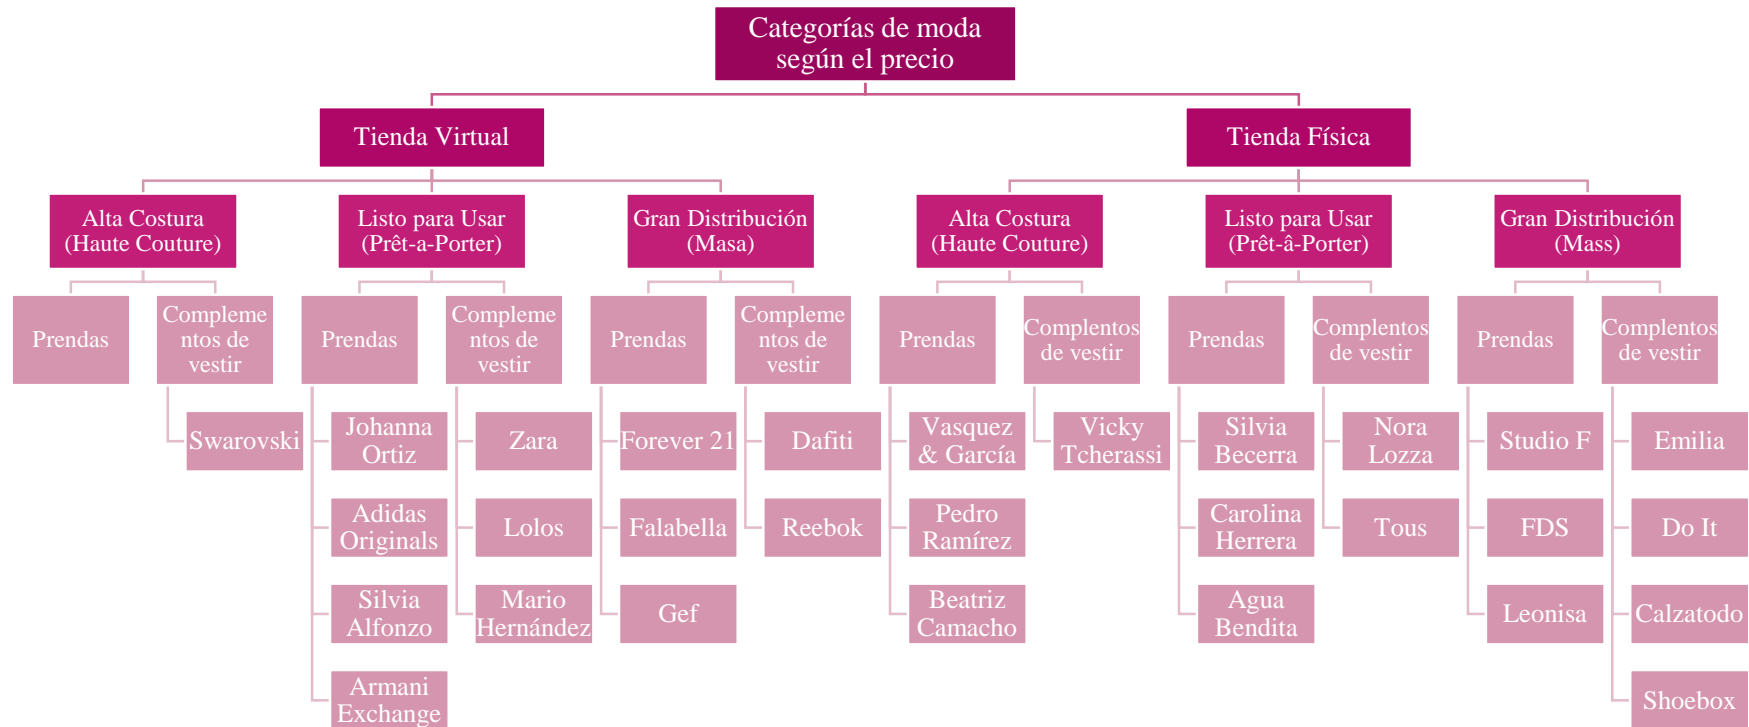 Categorías de moda
según el precio
Tienda Virtual
Tienda Física
Alta Costura
(Haute Couture)
Listo para Usar
(Prêt-a-Porter)
Gran Distribución
(Masa)
Alta Costura
(Haute Couture)
Listo para Usar
(Prêt-â-Porter)
Gran Distribución
(Mass)
Prendas
Compleme
ntos de
vestir
Prendas
Compleme
ntos de
vestir
Prendas
Compleme
ntos de
vestir
Prendas
Complentos
de vestir
Prendas
Complentos
de vestir
Prendas
Complentos
de vestir
Swarovski
Johanna
Ortiz
Zara
Forever 21
Dafiti
Vasquez
& García
Vicky
Tcherassi
Silvia
Becerra
Nora
Lozza
Studio F
Emilia
Adidas
Originals
Lolos
Falabella
Reebok
Pedro
Ramírez
Carolina
Herrera
Tous
FDS
Do It
Silvia
Alfonzo
Mario
Hernández
Gef
Beatriz
Camacho
Agua
Bendita
Leonisa
Calzatodo
Armani
Exchange
Shoebox